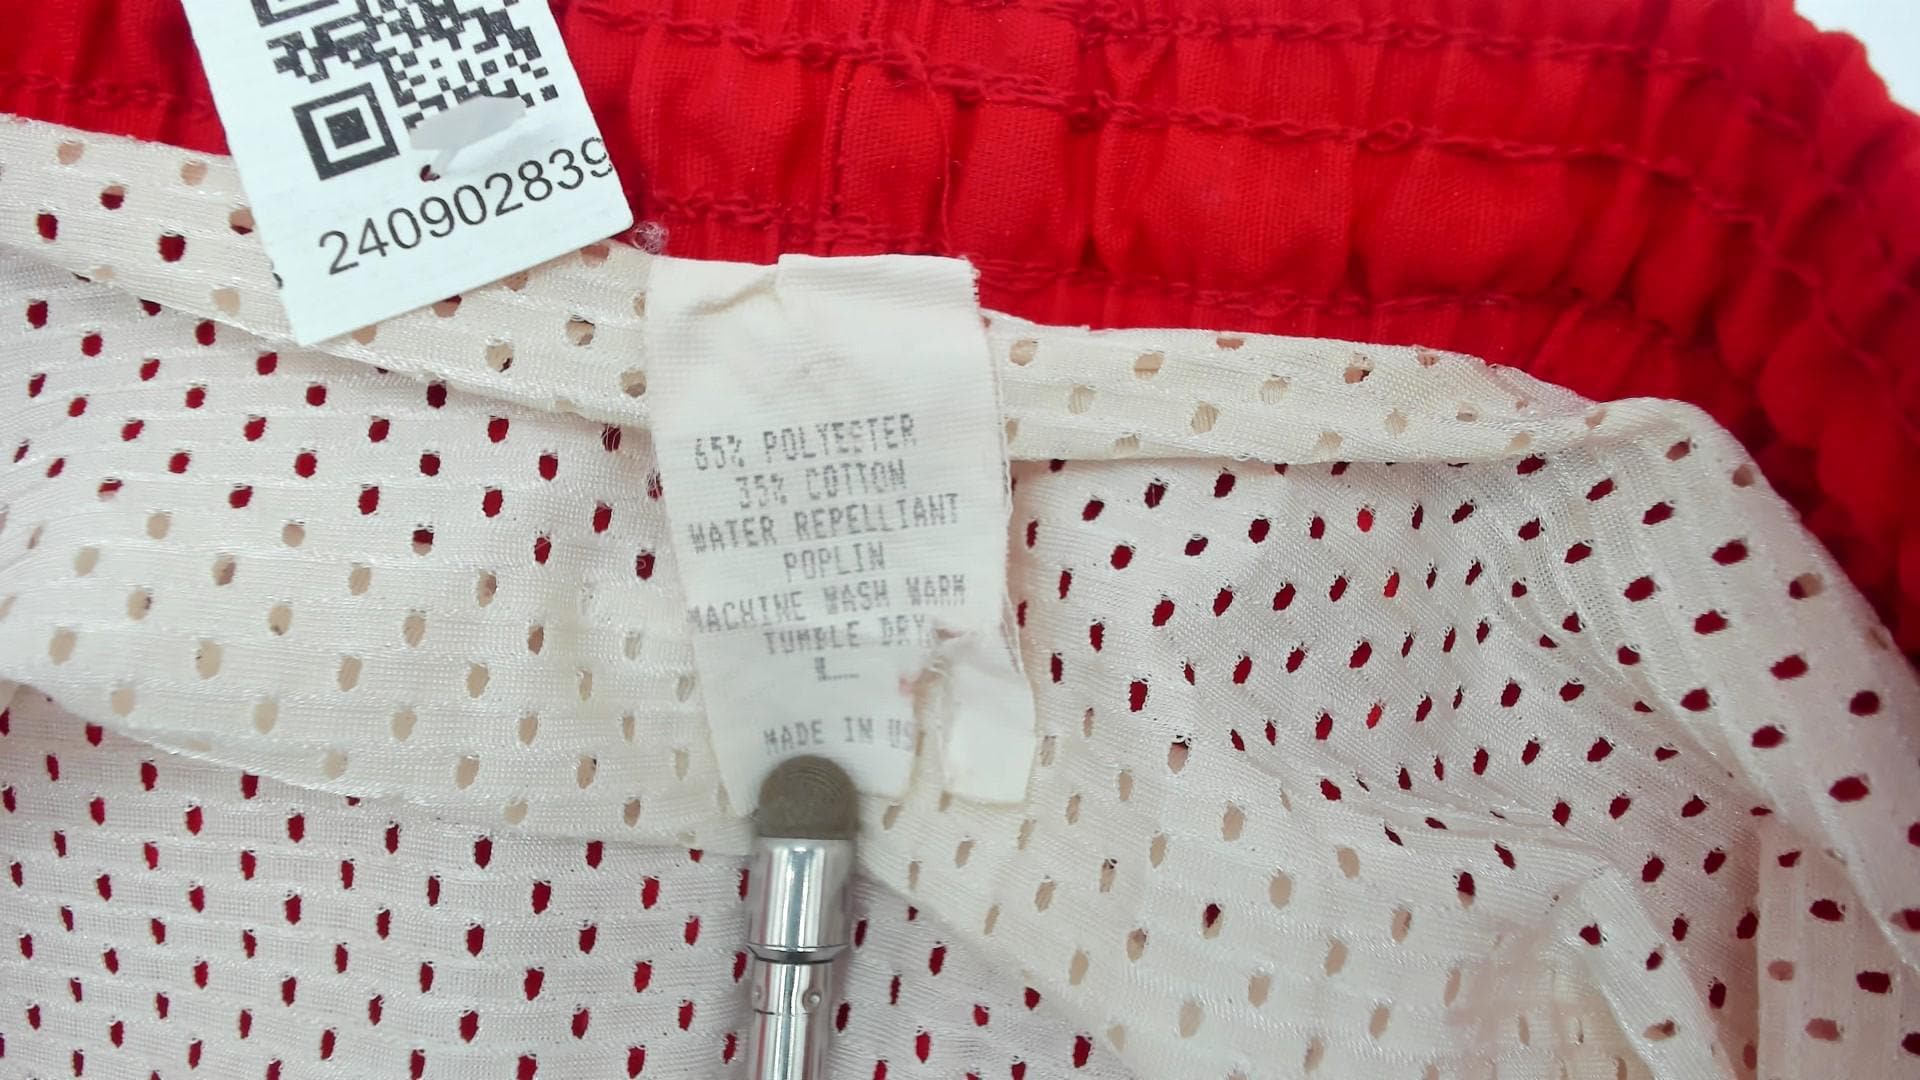 240902839
65% POLYESTER
35% COTTON
WATER REPELLIANT
POPLIN
MACHINE WASH WARM
TUMBLE DRY
MADE IN US